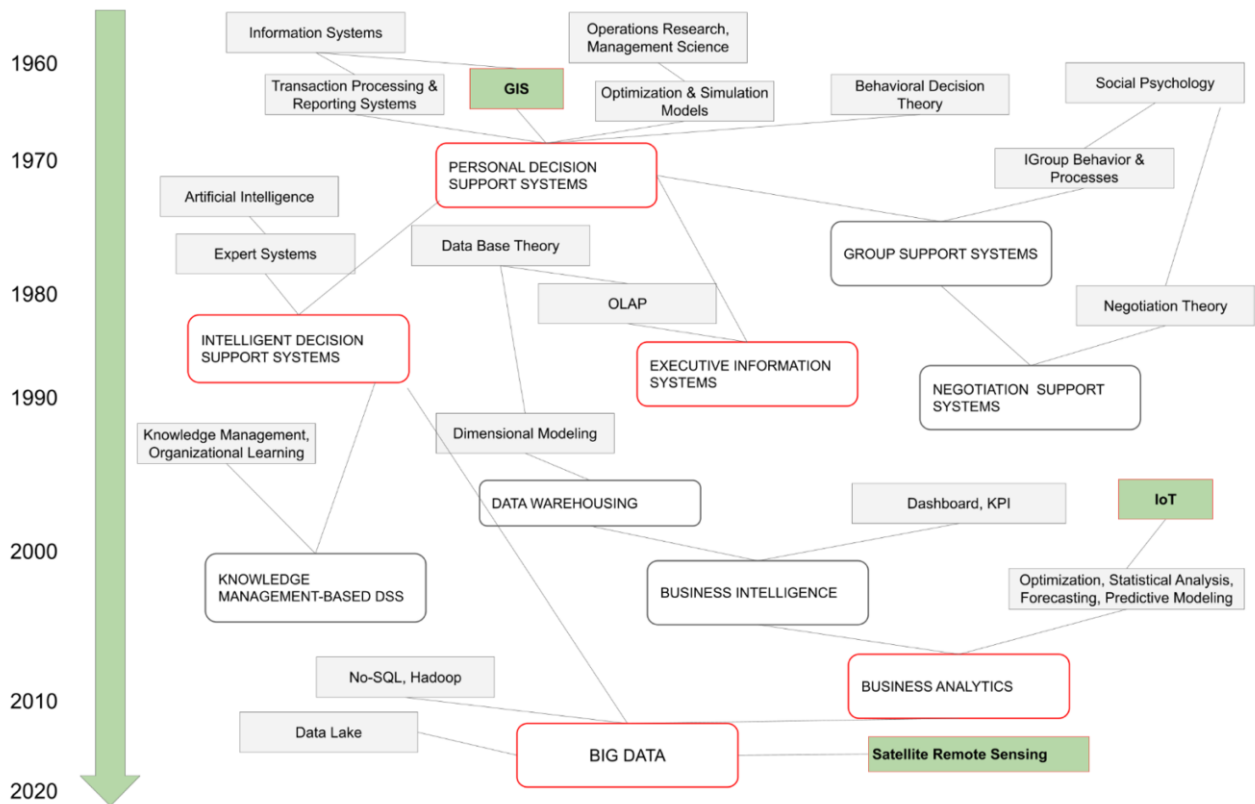 Information Systems
Operations Research,
Management Science
1960
Transaction Processing &
Reporting Systems
GIS
Optimization & Simulation
Models
Behavioral Decision
Theory
Social Psychology
1970
PERSONAL DECISION
SUPPORT SYSTEMS
IGroup Behavior &
Processes
Artificial Intelligence
Expert Systems
Data Base Theory
GROUP SUPPORT SYSTEMS
1980
OLAP
Negotiation Theory
INTELLIGENT DECISION
SUPPORT SYSTEMS
EXECUTIVE INFORMATION
SYSTEMS
NEGOTIATION SUPPORT
SYSTEMS
1990
Knowledge Management,
Organizational Learning
Dimensional Modeling
DATA WAREHOUSING
Dashboard, KPI
IoT
2000
KNOWLEDGE
MANAGEMENT-BASED DSS
BUSINESS INTELLIGENCE
Optimization, Statistical Analysis,
Forecasting, Predictive Modeling
No-SQL, Hadoop
BUSINESS ANALYTICS
2010
Data Lake
BIG DATA
Satellite Remote Sensing
2020